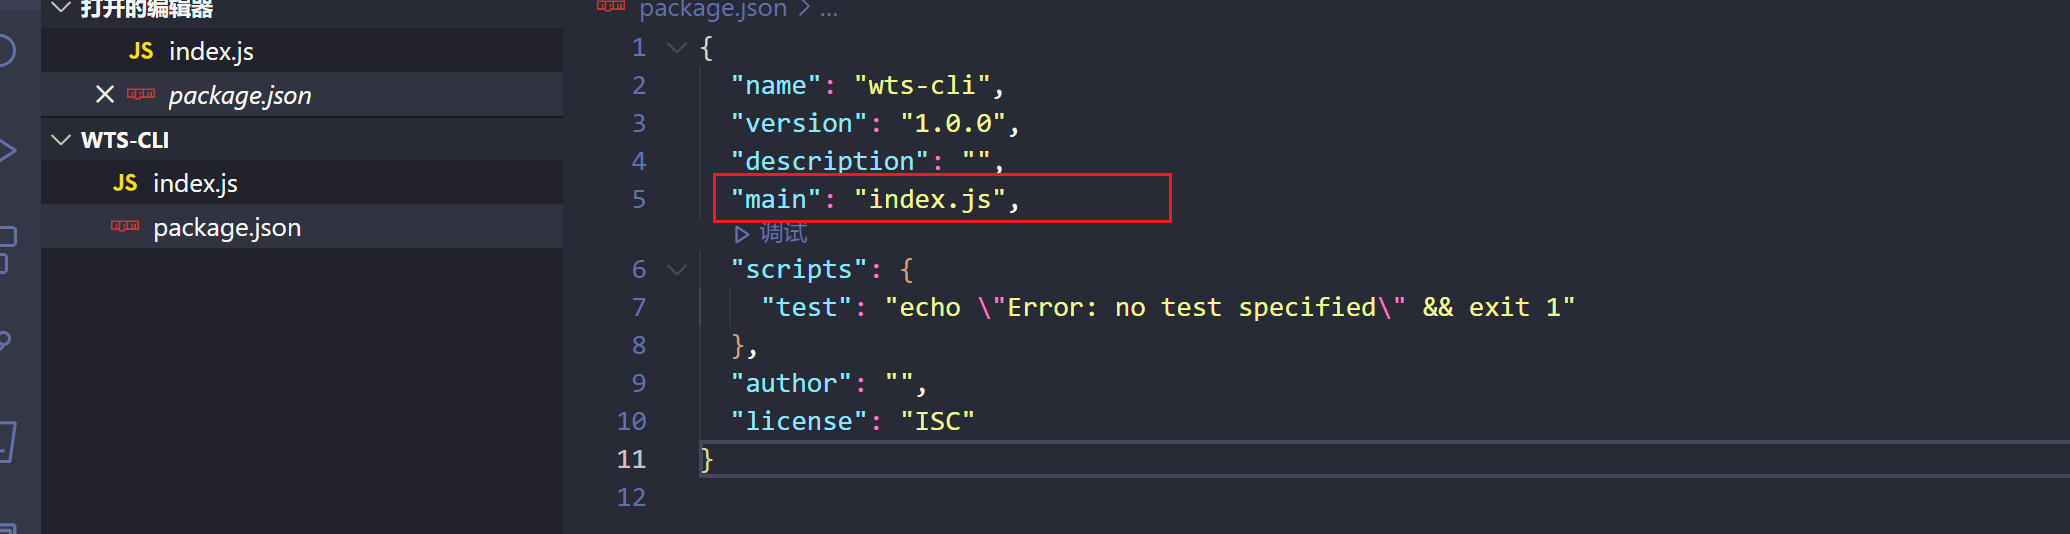 打开的编辑器
JS index.js
package.json
WTS-CLI
JS index.js
package.json
package.json > ...
1 {
2 "name": "wts-cli",
3 "version": "1.0.0",
4 "description": "",
5 "main": "index.js",
调试
6 "scripts": {
7 "test": "echo \"Error: no test specified\" && exit 1"
8 },
9 "author": "",
10 "license": "ISC"
11 }
12